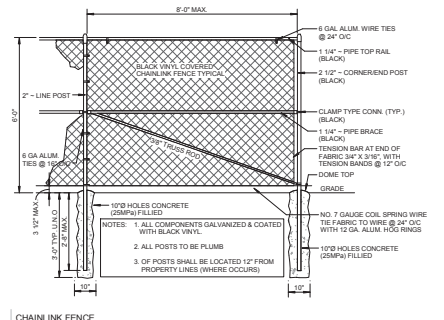 8'-0" MAX.
6 GAL ALUM. WIRE TIES
@ 24" O/C
1 1/4" ~ PIPE TOP RAIL
(BLACK)
BLACK VINYL COVERED
CHAINLINK FENCE TYPICAL
2 1/2" ~ CORNER/END POST
(BLACK)
2" ~ LINE POST
6'-0"
CLAMP TYPE CONN. (TYP.)
(BLACK)
1 1/4" ~ PIPE BRACE
(BLACK)
3/8" TRUSS ROD
6 GA ALUM.
TIES @ 16" O/C
TENSION BAR AT END OF
FABRIC 3/4" X 3/16", WITH
TENSION BANDS @ 12" O/C
DOME TOP
GRADE
3 1/2" MAX.
3'-0" TYP. U.N.O
2'-8" MAX.
10"Ø HOLES CONCRETE
(25MPa) FILLIED
NO. 7 GAUGE COIL SPRING WIRE
TIE FABRIC TO WIRE @ 24" O/C
WITH 12 GA. ALUM. HOG RINGS
NOTES: 1. ALL COMPONENTS GALVANIZED & COATED
WITH BLACK VINYL.
2. ALL POSTS TO BE PLUMB
3. OF POSTS SHALL BE LOCATED 12" FROM
PROPERTY LINES (WHERE OCCURS)
10"Ø HOLES CONCRETE
(25MPa) FILLIED
10"
10"
CHAINLINK FENCE